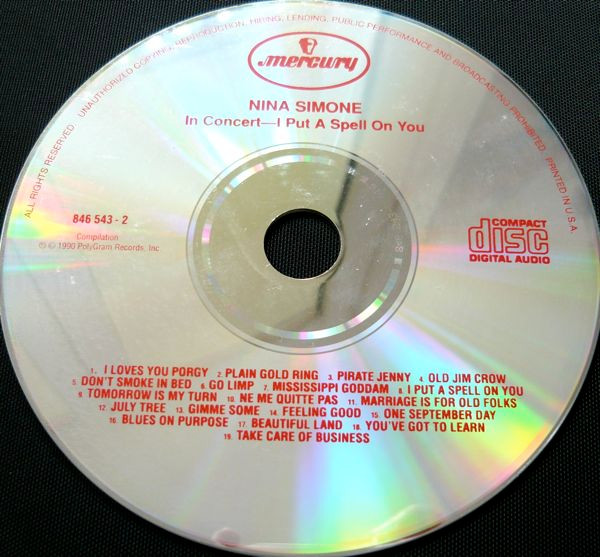 ALL RIGHTS RESERVED UNAUTHORIZED COPYING, REPRODUCTION, HIRING, LENDING, PUBLIC PERFORMANCE AND BROADCASTING PROHIBITED. PRINTED IN U.S.A.
mercury
NINA SIMONE
In Concert—I Put A Spell On You
846 543 - 2
Compilation
℗ © 1990 PolyGram Records, Inc.
COMPACT
disc
DIGITAL AUDIO
1. I LOVES YOU PORGY 2. PLAIN GOLD RING 3. PIRATE JENNY 4. OLD JIM CROW
5. DON'T SMOKE IN BED 6. GO LIMP 7. MISSISSIPPI GODDAM 8. I PUT A SPELL ON YOU
9. TOMORROW IS MY TURN 10. NE ME QUITTE PAS 11. MARRIAGE IS FOR OLD FOLKS
12. JULY TREE 13. GIMME SOME 14. FEELING GOOD 15. ONE SEPTEMBER DAY
16. BLUES ON PURPOSE 17. BEAUTIFUL LAND 18. YOU'VE GOT TO LEARN
19. TAKE CARE OF BUSINESS